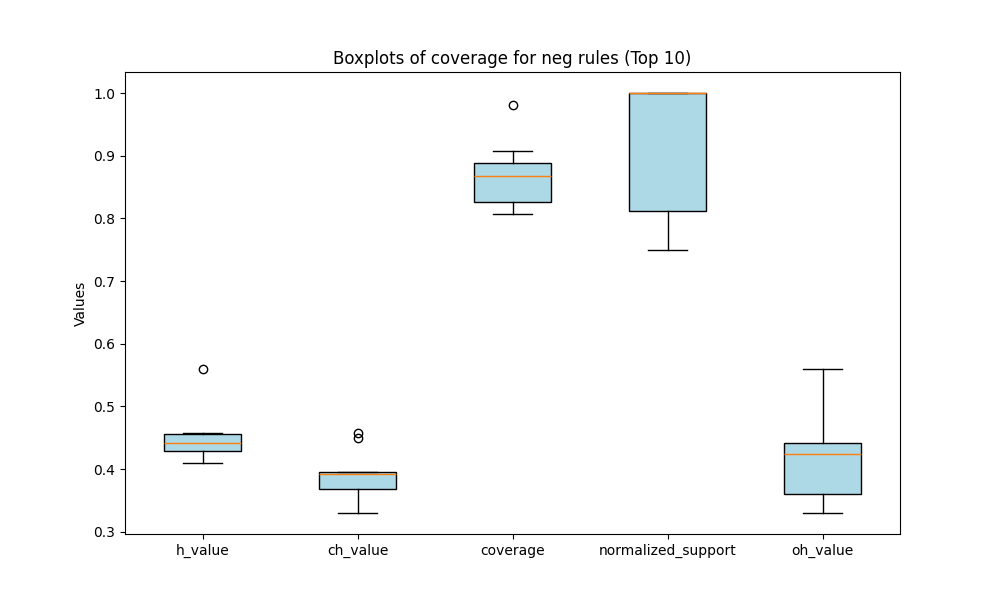 Boxplots of coverage for neg rules (Top 10)
Values
1.0
0.9
0.8
0.7
0.6
0.5
0.4
0.3
h_value ch_value coverage normalized_support oh_value